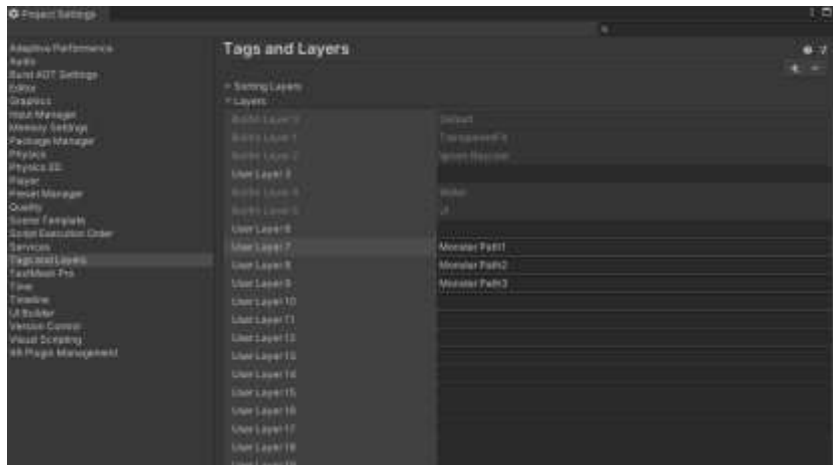 Project Settings
Adaptive Performance
Audio
Burst AOT Settings
Editor
Graphics
Input Manager
Memory Settings
Package Manager
Physics
Physics 2D
Player
Preset Manager
Quality
Scene Template
Script Execution Order
Services
Tags and Layers
TextMesh Pro
Time
Timeline
UI Builder
Version Control
Visual Scripting
XR Plugin Management
Tags and Layers
Sorting Layers
Layers
Builtin Layer 0 Default
Builtin Layer 1 TransparentFX
Builtin Layer 2 Ignore Raycast
User Layer 3
Builtin Layer 4 Water
Builtin Layer 5 UI
User Layer 6
User Layer 7 Monster Path1
User Layer 8 Monster Path2
User Layer 9 Monster Path3
User Layer 10
User Layer 11
User Layer 12
User Layer 13
User Layer 14
User Layer 15
User Layer 16
User Layer 17
User Layer 18